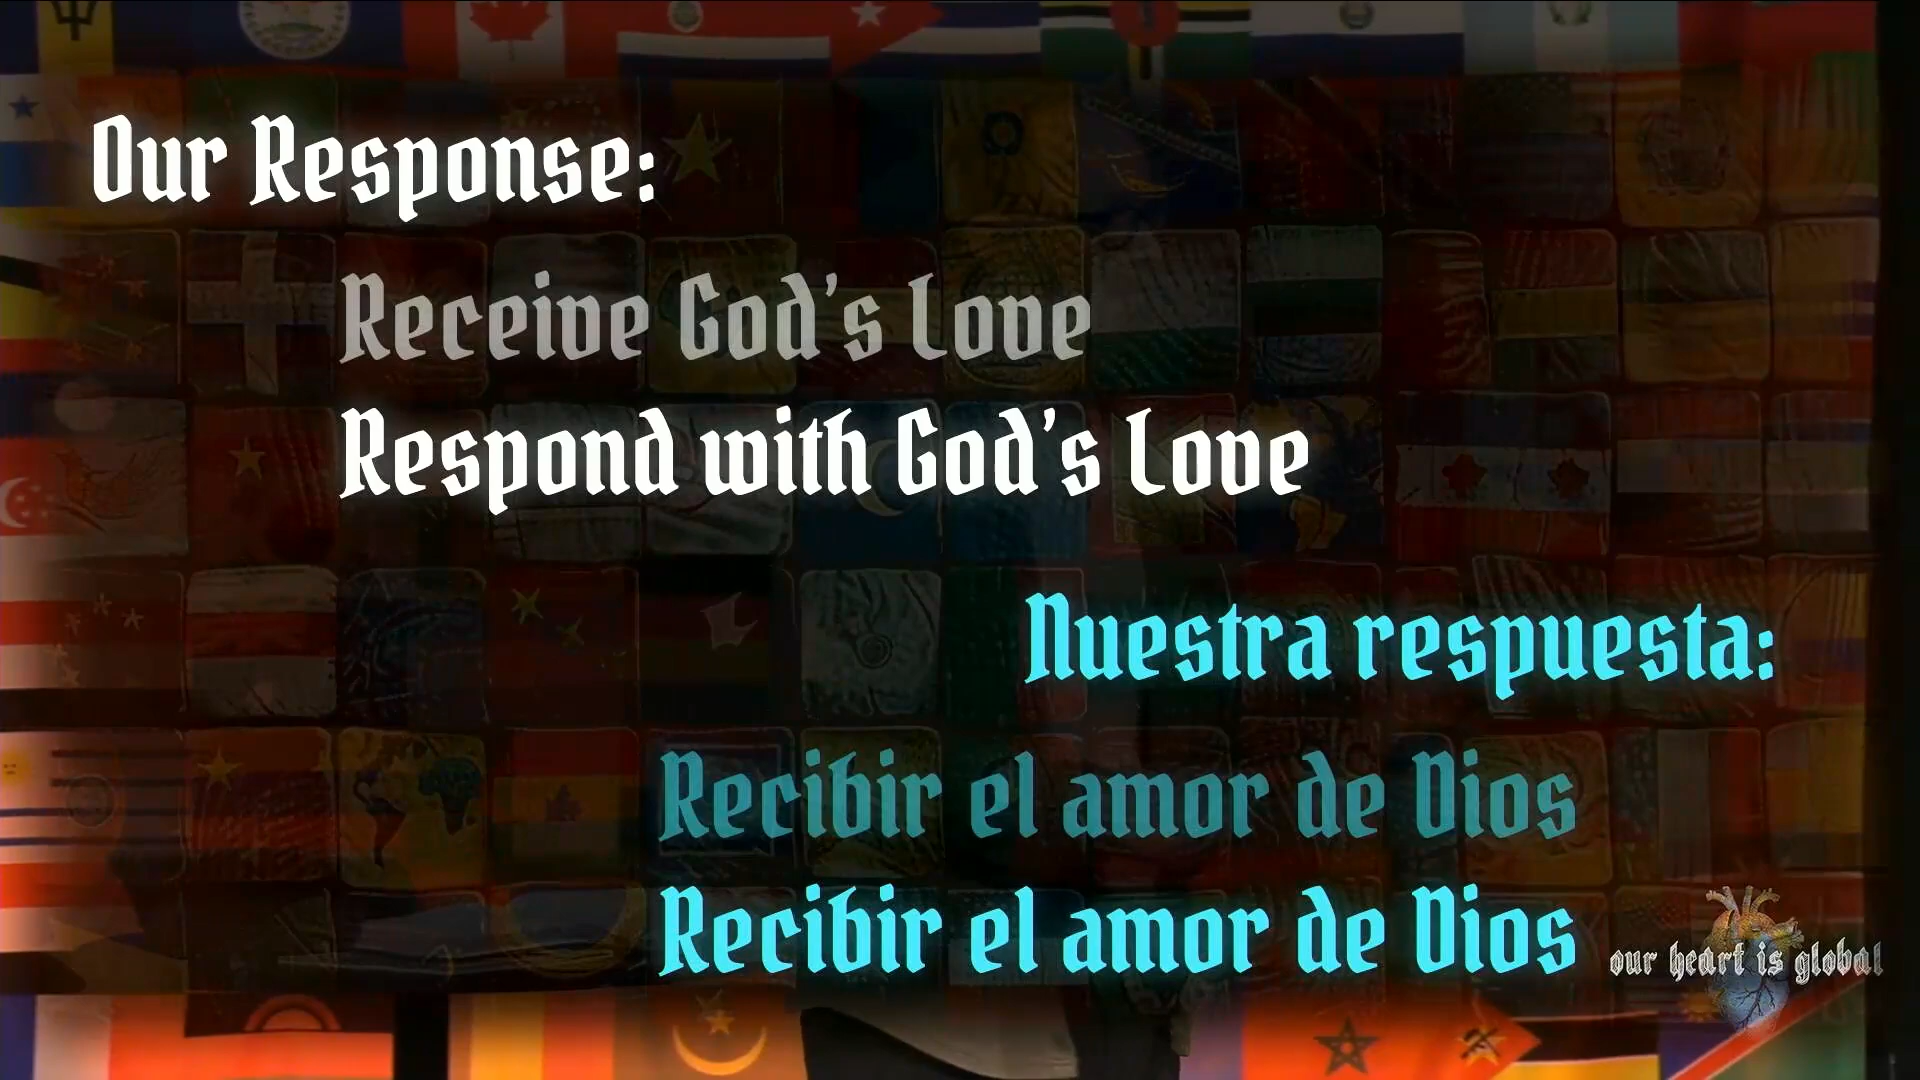 Our Response:
Receive God's Love
Respond with God's Love
Nuestra respuesta:
Recibir el amor de Dios
Recibir el amor de Dios
our heart is global